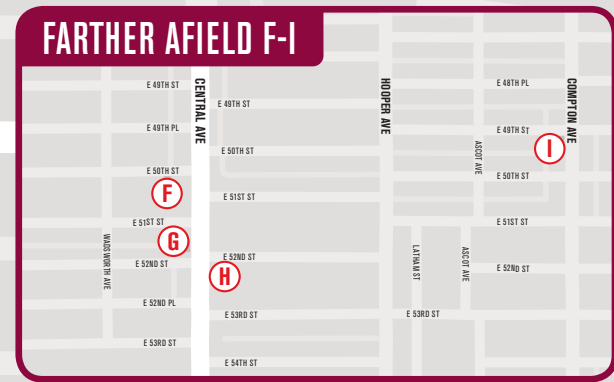 FARTHER AFIELD F-I
E 49TH ST
E 49TH PL
E 50TH ST
F
E 51ST ST
G
WADSWORTH AVE
E 52ND ST
E 52ND PL
E 53RD ST
CENTRAL AVE
E 49TH ST
E 50TH ST
E 51ST ST
E 52ND ST
H
E 53RD ST
E 54TH ST
HOOPER AVE
E 48TH PL
E 49TH ST
I
ASCOT AVE
E 50TH ST
E 51ST ST
LATHAM ST
ASCOT AVE
E 52ND ST
E 53RD ST
COMPTON AVE